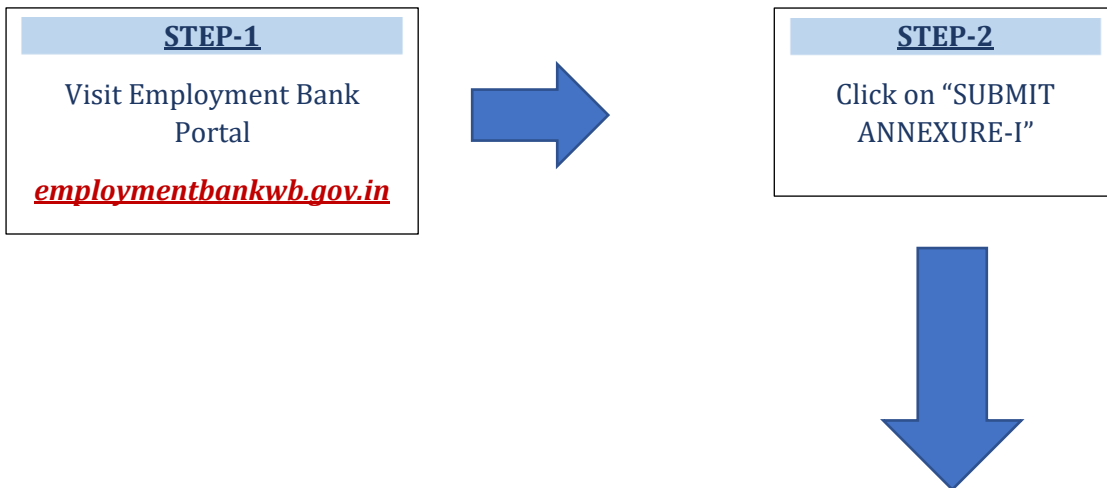 STEP-1
Visit Employment Bank
Portal
employmentbankwb.gov.in
STEP-2
Click on “SUBMIT
ANNEXURE-I”